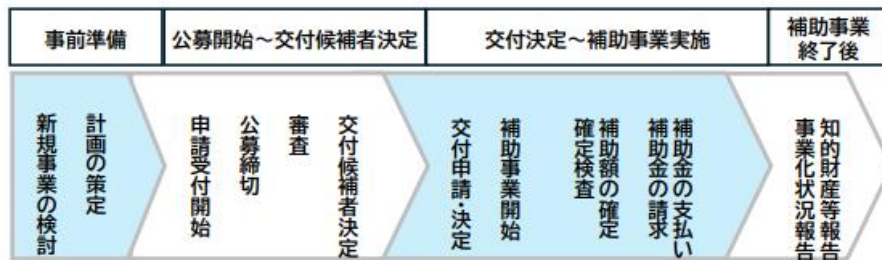 事前準備
公募開始～交付候補者決定
交付決定～補助事業実施
補助事業
終了後
新規事業の検討
計画の策定
申請受付開始
公募締切
審査
交付候補者決定
交付申請・決定
補助事業開始
確定検査
補助額の確定
補助金の請求
補助金の支払い
事業化状況報告
知的財産等報告